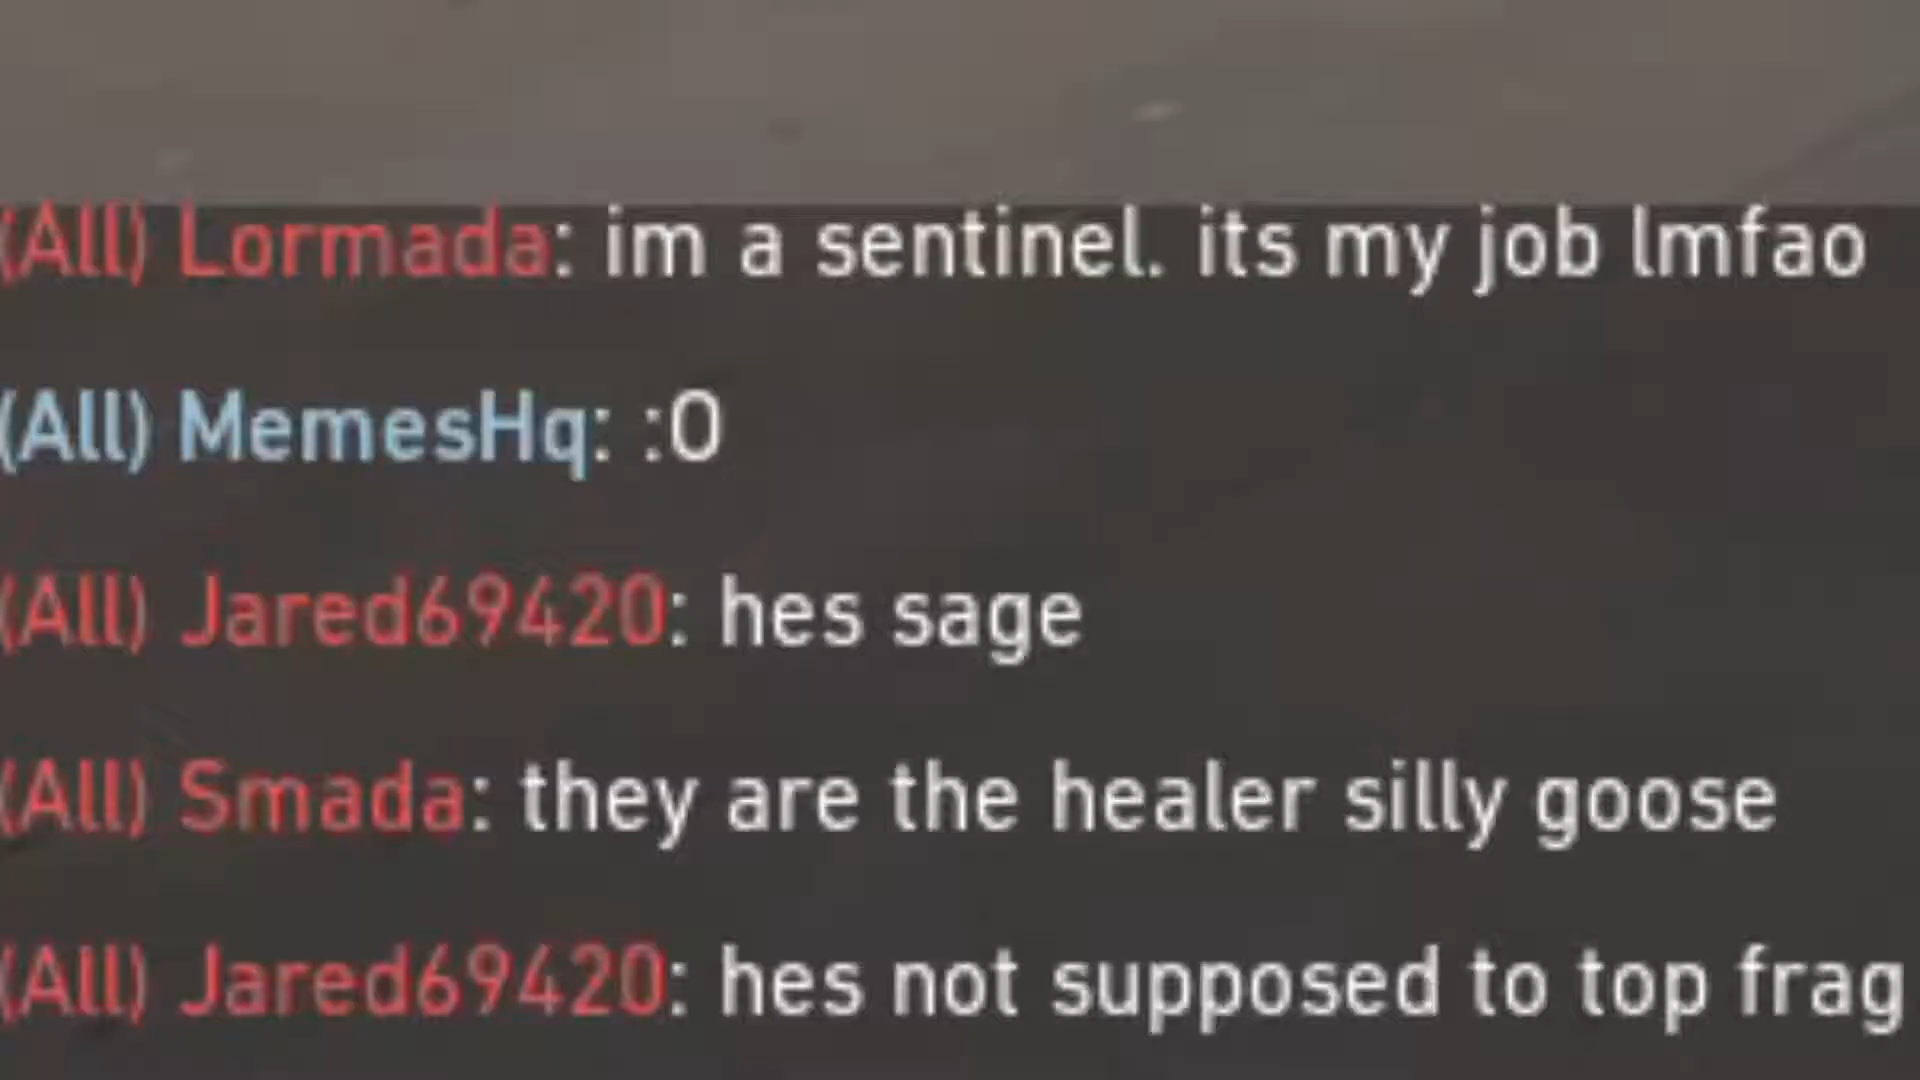 (All) Lormada: im a sentinel. its my job lmfao
(All) MemesHq: :O
(All) Jared69420: hes sage
(All) Smada: they are the healer silly goose
(All) Jared69420: hes not supposed to top frag